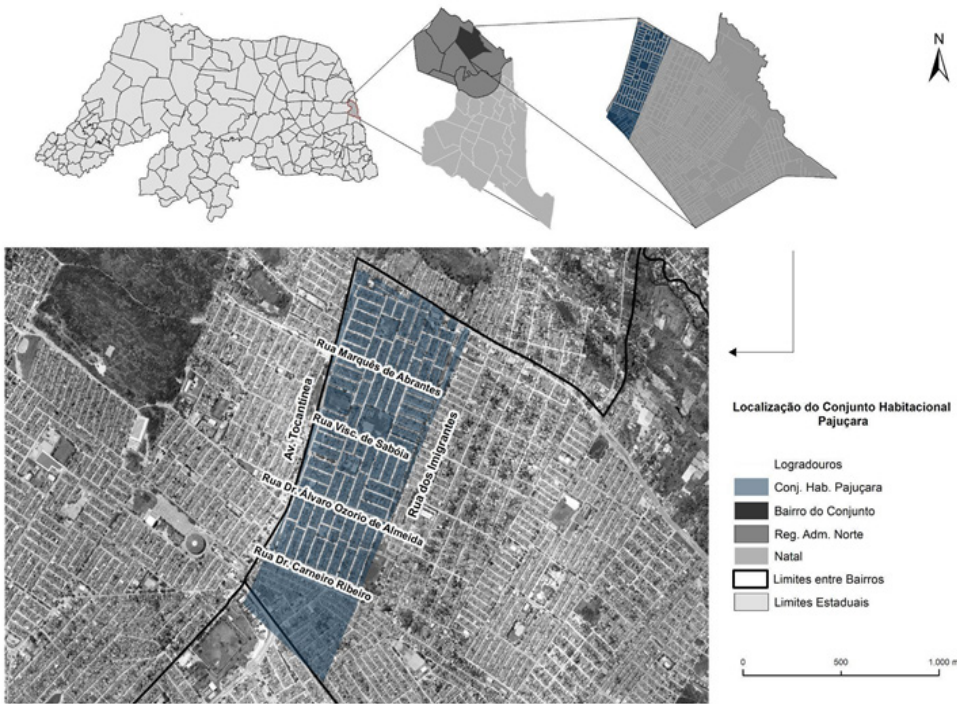 N
Rua Marquês de Abrantes
Av. Tocantínea
Rua Visc. de Sabóia
Rua dos Imigrantes
Rua Dr. Álvaro Ozorio de Almeida
Rua Dr. Carneiro Ribeiro
Localização do Conjunto Habitacional
Pajuçara
Logradouros
Conj. Hab. Pajuçara
Bairro do Conjunto
Reg. Adm. Norte
Natal
Limites entre Bairros
Limites Estaduais
0 500 1.000 m